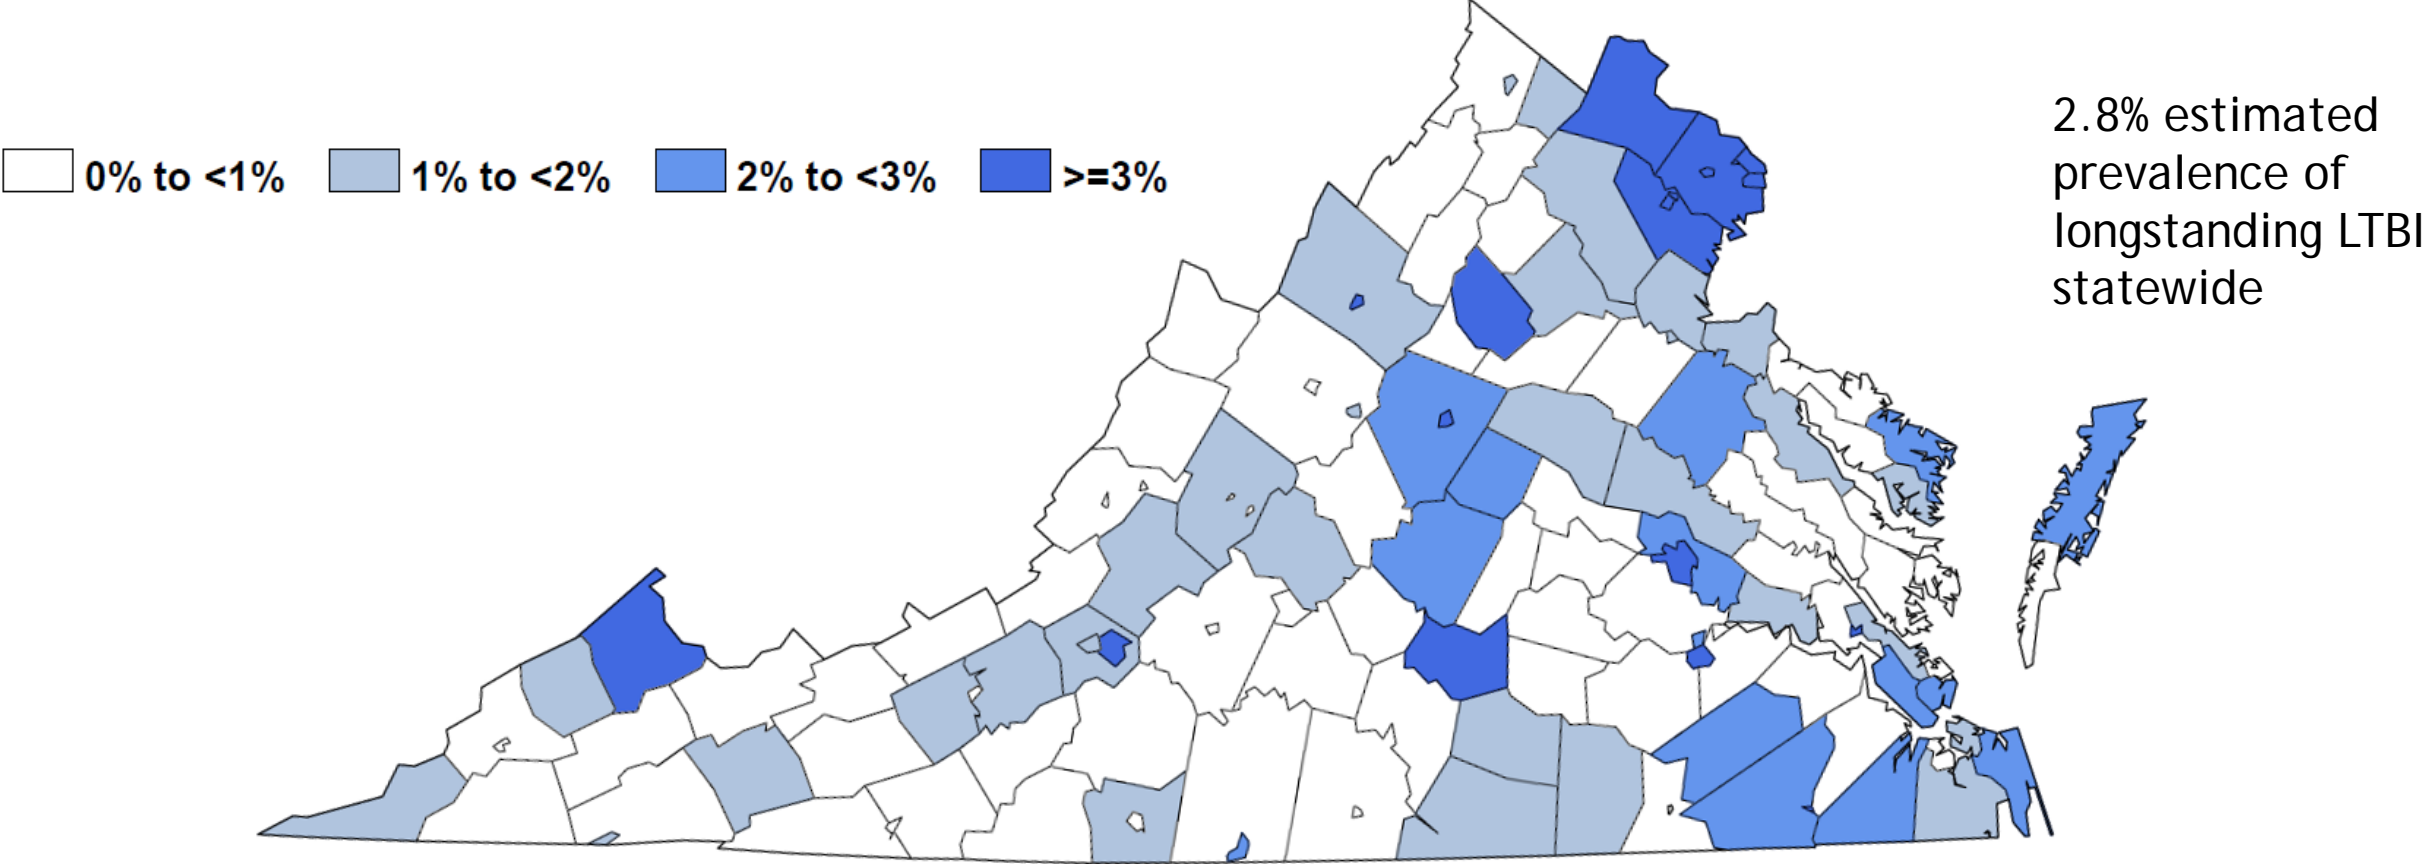 0% to <1% 1% to <2% 2% to <3% >=3%
2.8% estimated
prevalence of
longstanding LTBI
statewide